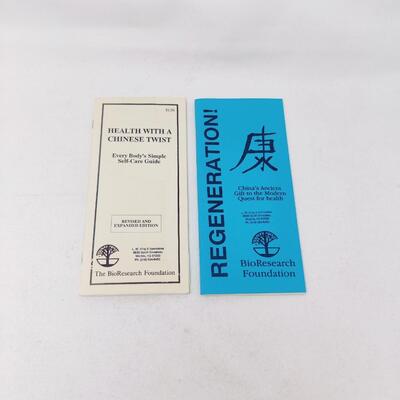 HEALTH WITH A
CHINESE TWIST
Every Body's Simple
Self-Care Guide
REVISED AND
EXPANDED EDITION
The BioResearch Foundation
REGENERATION!
康
China's Ancient
Gift to the Modern
Quest for health
BioResearch
Foundation